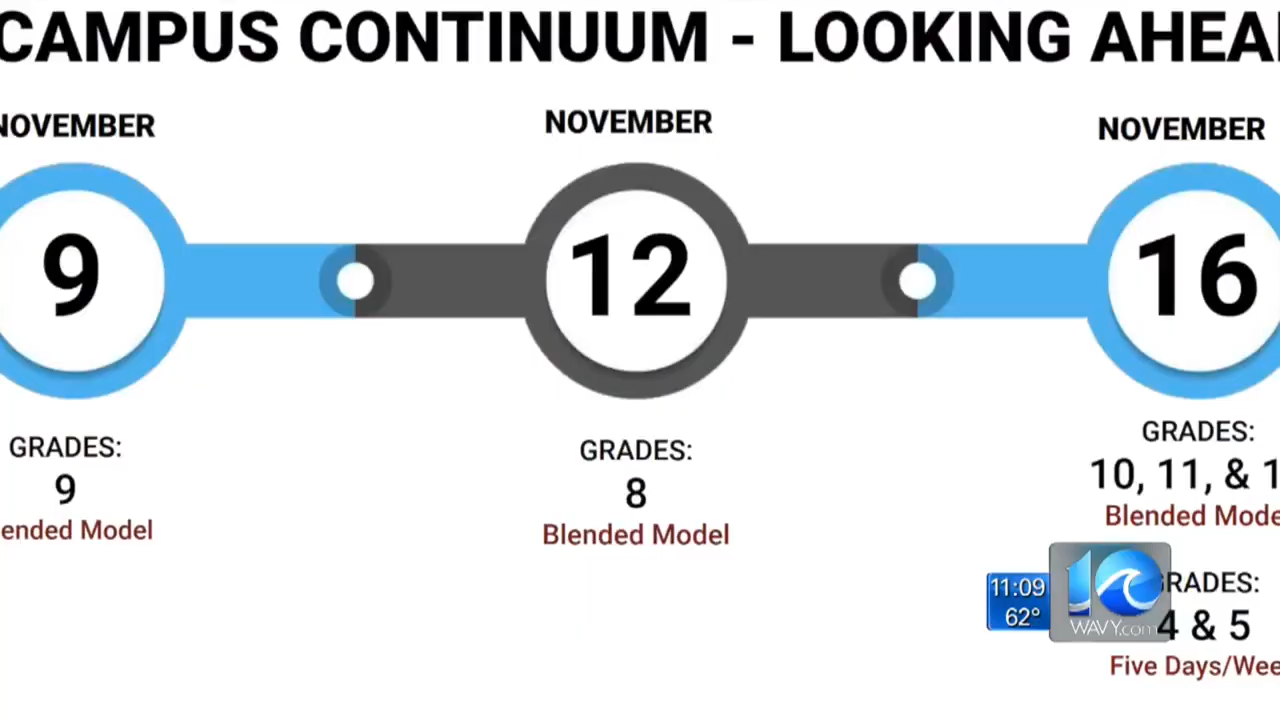 CAMPUS CONTINUUM - LOOKING AHEA
NOVEMBER
9
GRADES:
9
ended Model
NOVEMBER
12
GRADES:
8
Blended Model
NOVEMBER
16
GRADES:
10, 11, & 1
Blended Mode
GRADES:
4 & 5
Five Days/Wee
11:09
62°
10
WAVY.com